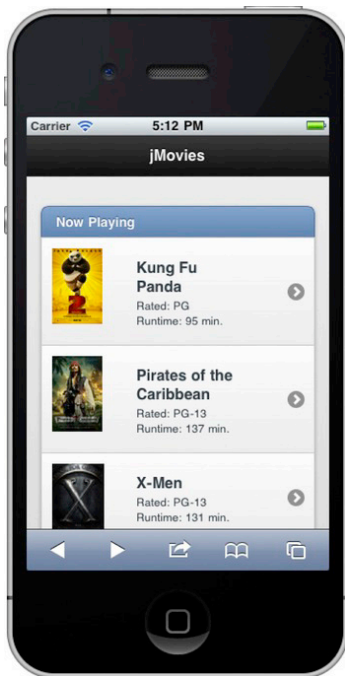 Carrier 5:12 PM
jMovies
Now Playing
2
Kung Fu
Panda
Rated: PG
Runtime: 95 min.
Pirates of the
Caribbean
Rated: PG-13
Runtime: 137 min.
X-Men
Rated: PG-13
Runtime: 131 min.